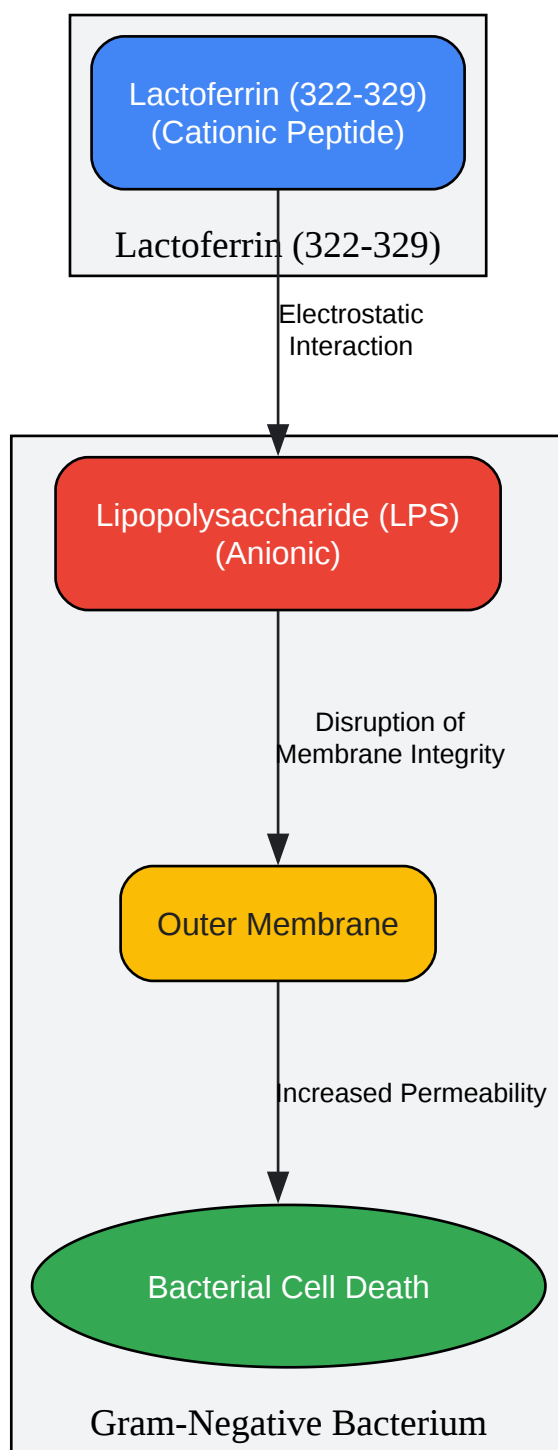 Lactoferrin (322-329)
(Cationic Peptide)
Lactoferrin (322-329)
Electrostatic
Interaction
Lipopolysaccharide (LPS)
(Anionic)
Disruption of
Membrane Integrity
Outer Membrane
Increased Permeability
Bacterial Cell Death
Gram-Negative Bacterium